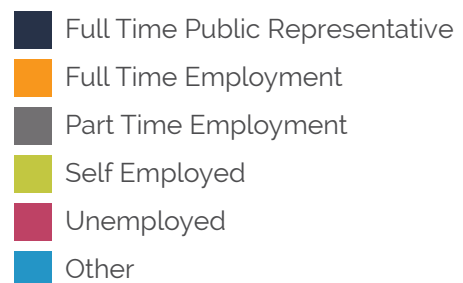 Full Time Public Representative
Full Time Employment
Part Time Employment
Self Employed
Unemployed
Other